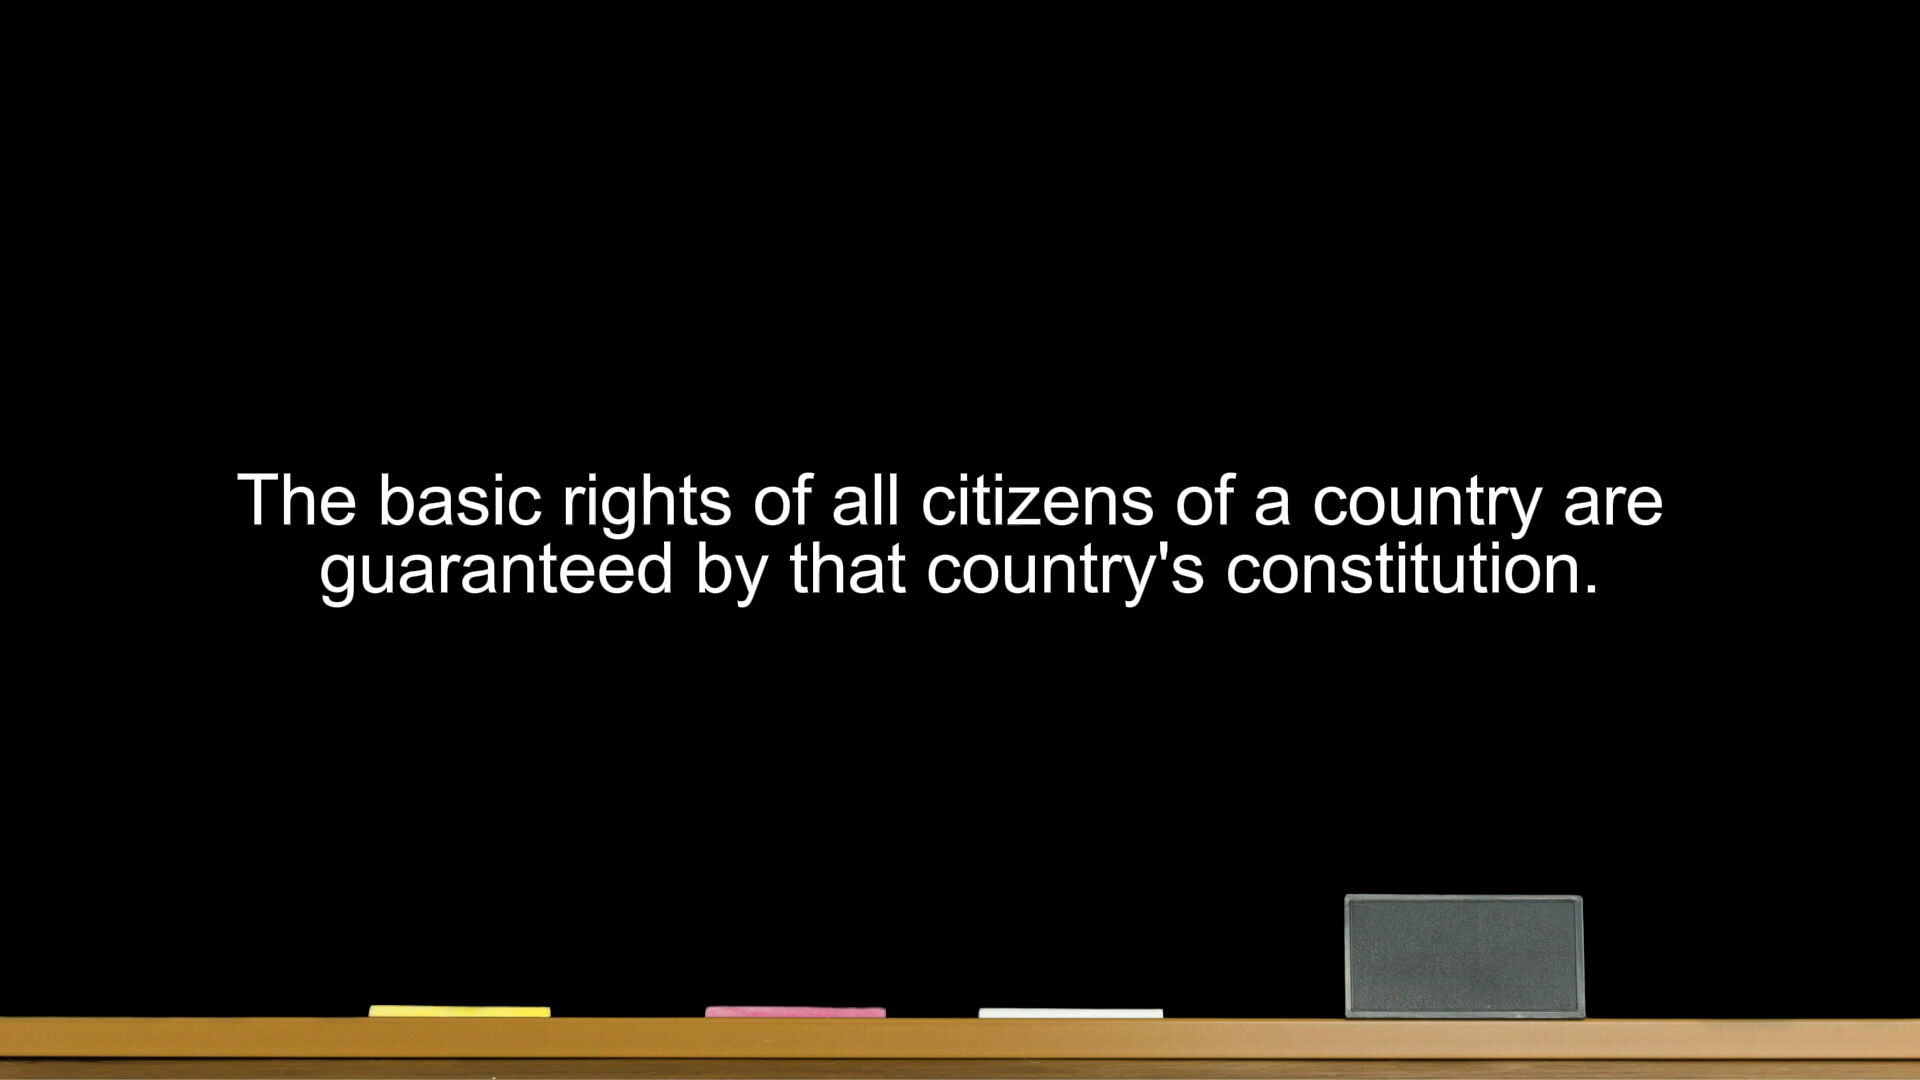 The basic rights of all citizens of a country are
guaranteed by that country's constitution.